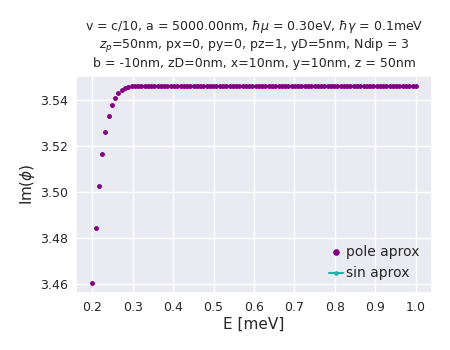 v = c/10, a = 5000.00nm, ℏμ = 0.30eV, ℏγ = 0.1meV
zₚ=50nm, px=0, py=0, pz=1, yD=5nm, Ndip = 3
b = -10nm, zD=0nm, x=10nm, y=10nm, z = 50nm
3.54
3.52
3.50
3.48
3.46
Im(ϕ)
pole aprox
sin aprox
0.2 0.3 0.4 0.5 0.6 0.7 0.8 0.9 1.0
E [meV]